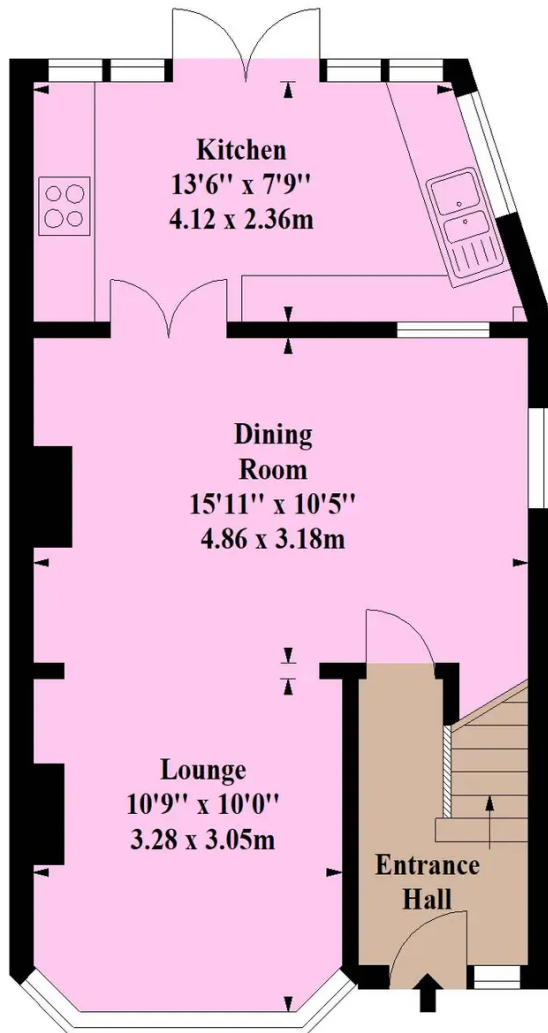 Kitchen
13'6'' x 7'9''
4.12 x 2.36m
Dining
Room
15'11'' x 10'5''
4.86 x 3.18m
Lounge
10'9'' x 10'0''
3.28 x 3.05m
Entrance
Hall